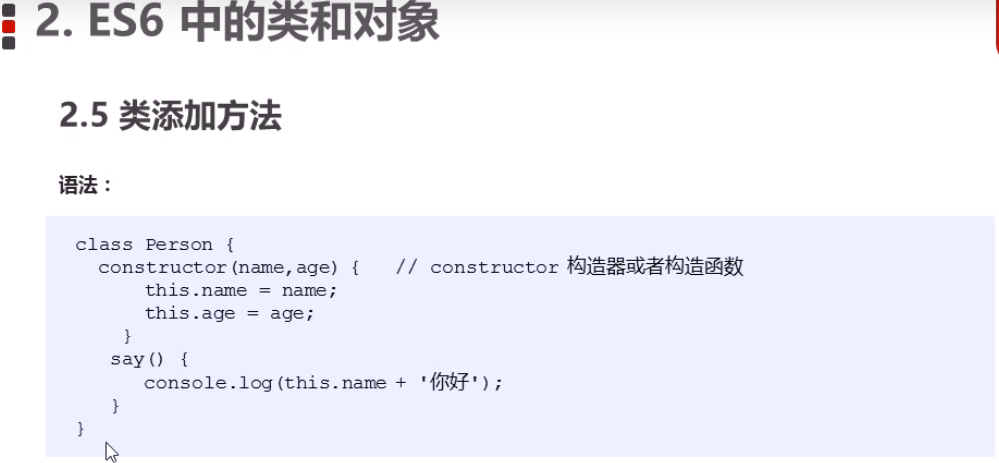 2. ES6 中的类和对象
2.5 类添加方法
语法：
class Person {
  constructor(name,age) {   // constructor 构造器或者构造函数
      this.name = name;
      this.age = age;
    }
   say() {
      console.log(this.name + '你好');
   }
}